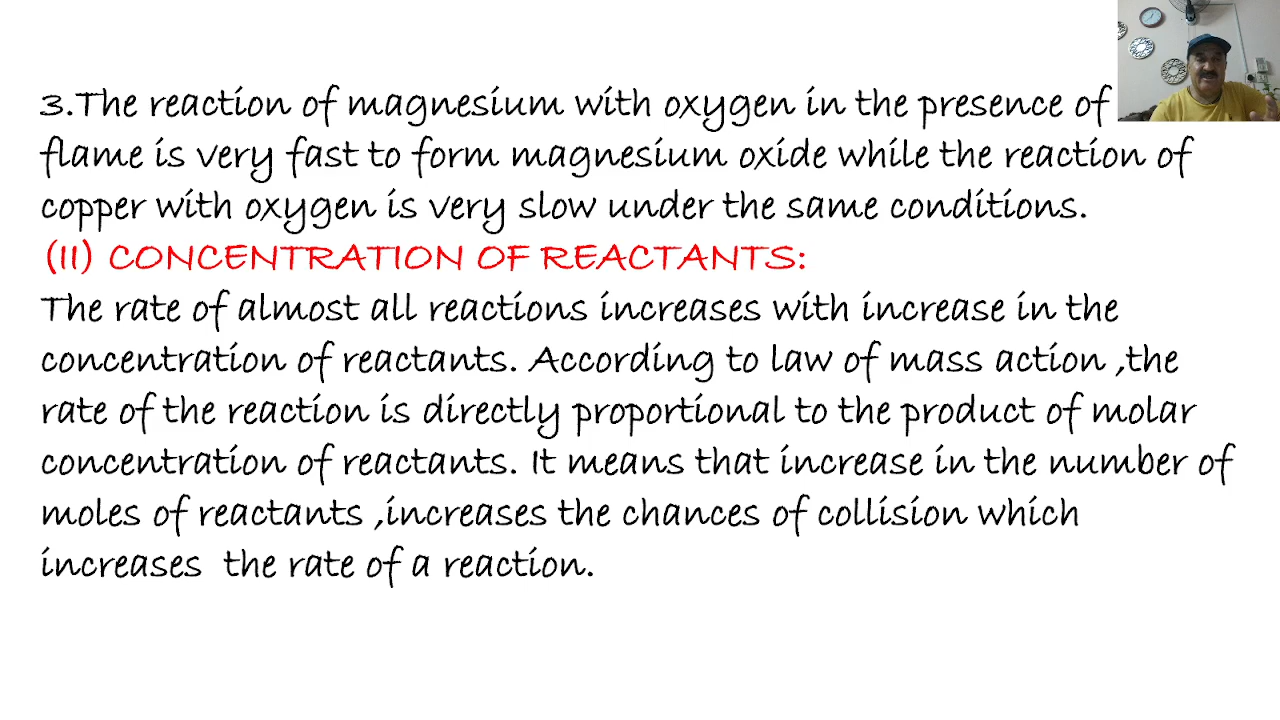 3.The reaction of magnesium with oxygen in the presence of
flame is very fast to form magnesium oxide while the reaction of
copper with oxygen is very slow under the same conditions.
(II) CONCENTRATION OF REACTANTS:
The rate of almost all reactions increases with increase in the
concentration of reactants. According to law of mass action ,the
rate of the reaction is directly proportional to the product of molar
concentration of reactants. It means that increase in the number of
moles of reactants ,increases the chances of collision which
increases  the rate of a reaction.